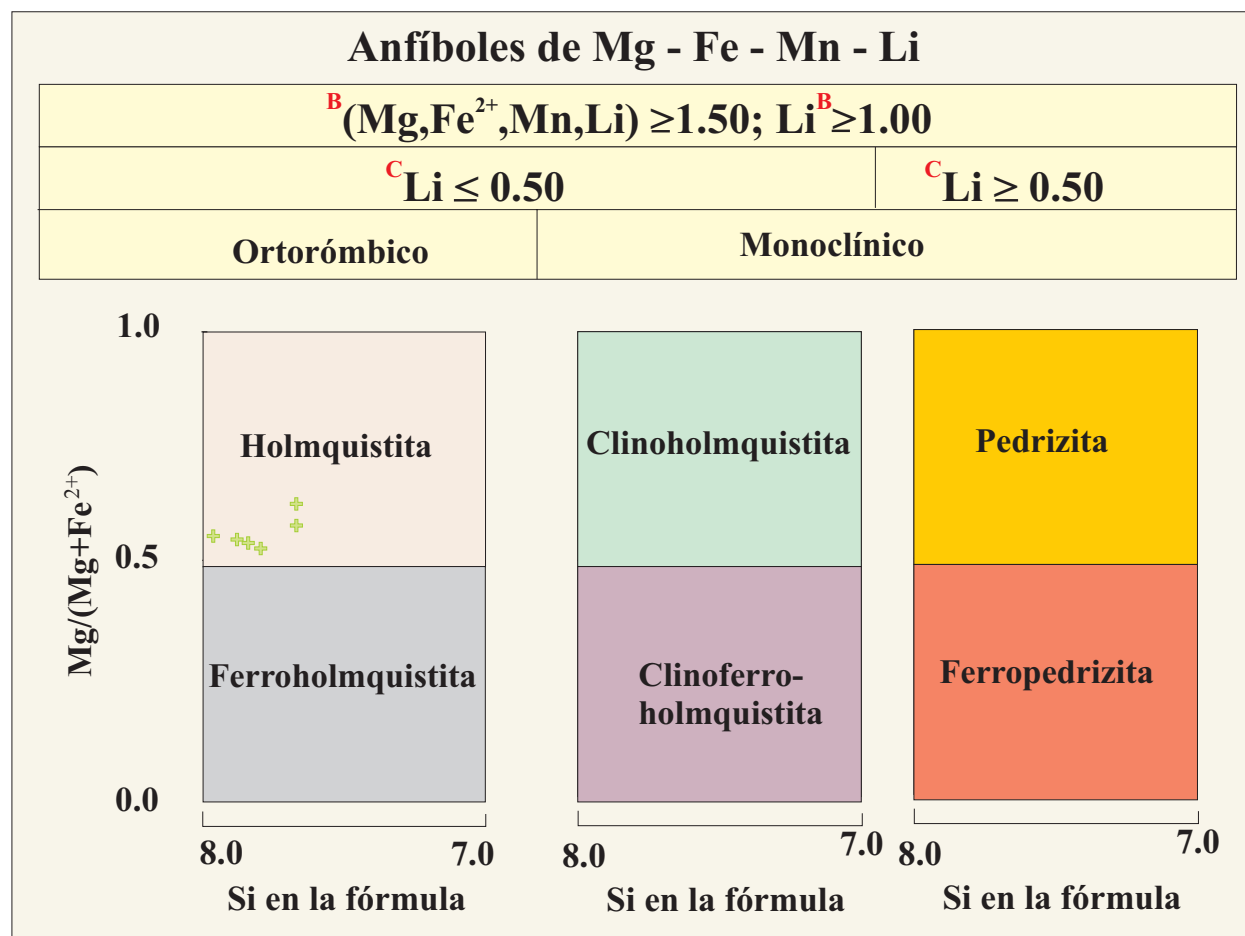 Anfíboles de Mg - Fe - Mn - Li
B(Mg,Fe²⁺,Mn,Li) ≥1.50; Liᴮ≥1.00
ᶜLi ≤ 0.50
ᶜLi ≥ 0.50
Ortorómbico
Monoclínico
Mg/(Mg+Fe²⁺)
1.0
0.5
0.0
Holmquistita
Ferroholmquistita
8.0
7.0
Si en la fórmula
Clinoholmquistita
Clinoferro-
holmquistita
8.0
7.0
Si en la fórmula
Pedrizita
Ferropedrizita
8.0
7.0
Si en la fórmula